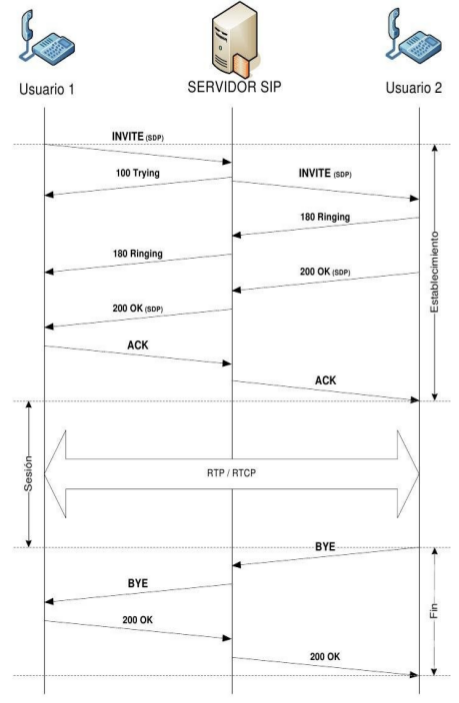 Usuario 1
SERVIDOR SIP
Usuario 2
INVITE (SDP)
100 Trying
INVITE (SDP)
180 Ringing
180 Ringing
200 OK (SDP)
200 OK (SDP)
ACK
ACK
Establecimiento
RTP / RTCP
Sesión
BYE
BYE
200 OK
200 OK
Fin